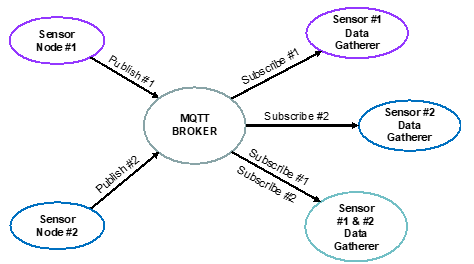 Sensor
Node #1
Publish #1
Subscribe #1
Sensor #1
Data
Gatherer
MQTT
BROKER
Subscribe #2
Sensor #2
Data
Gatherer
Publish #2
Subscribe #1
Subscribe #2
Sensor
Node #2
Sensor
#1 & #2
Data
Gatherer